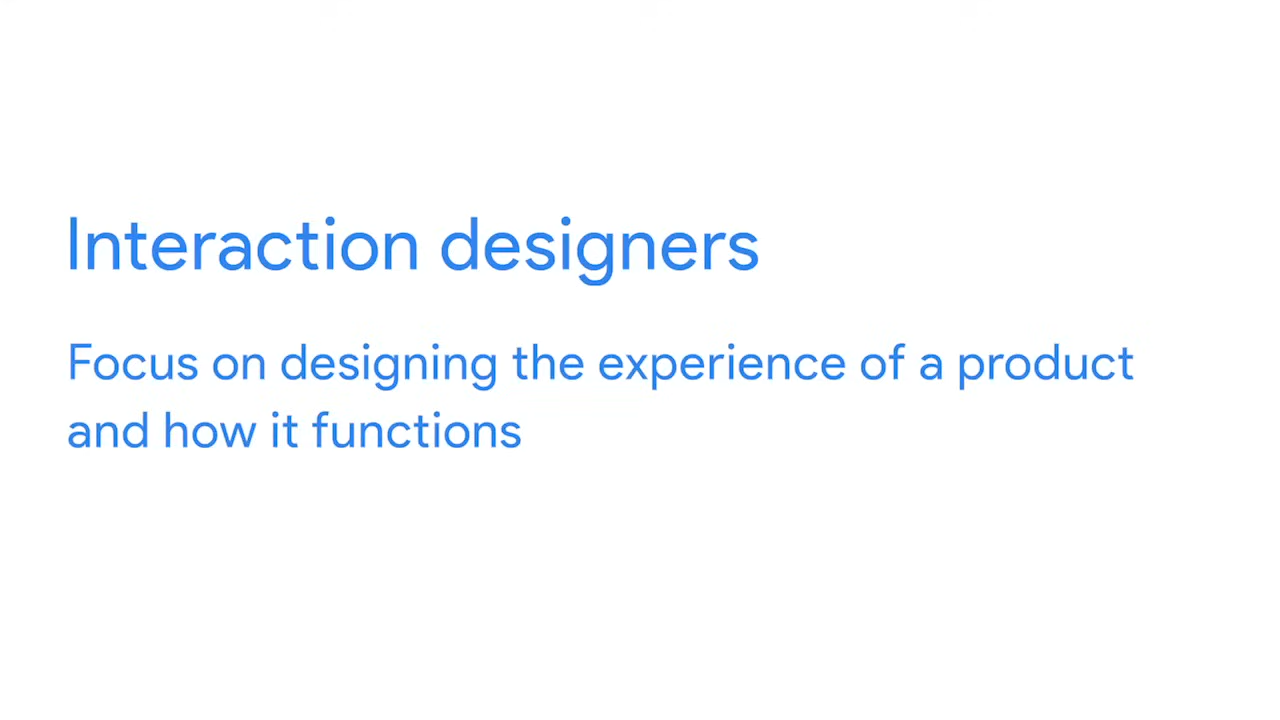 Interaction designers
Focus on designing the experience of a product
and how it functions